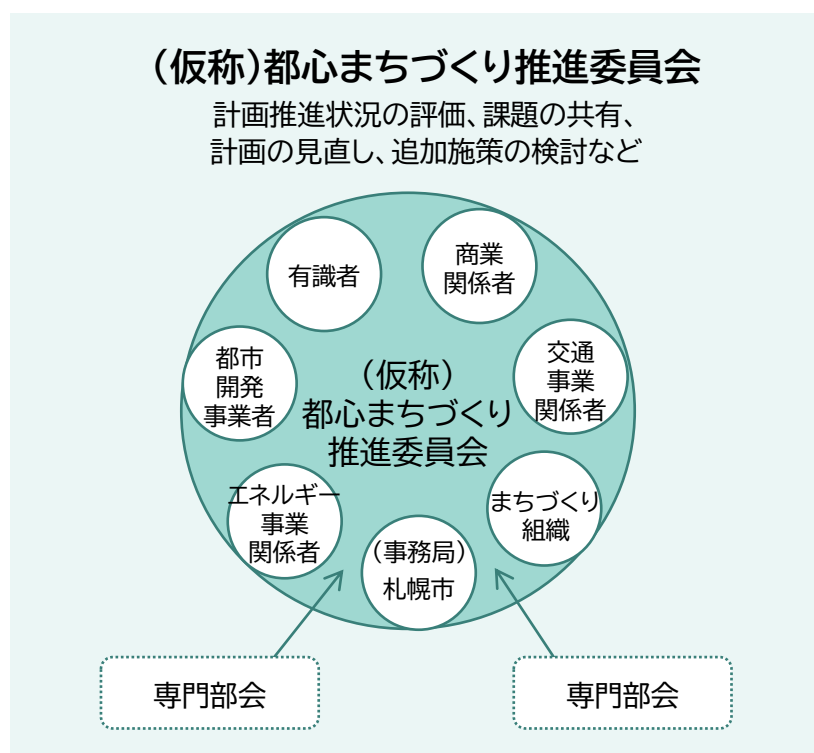 （仮称）都心まちづくり推進委員会
計画推進状況の評価、課題の共有、
計画の見直し、追加施策の検討など
有識者
商業
関係者
都市
開発
事業者
（仮称）
都心まちづくり
推進委員会
交通
事業
関係者
エネルギー
事業
関係者
（事務局）
札幌市
まちづくり
組織
専門部会
専門部会